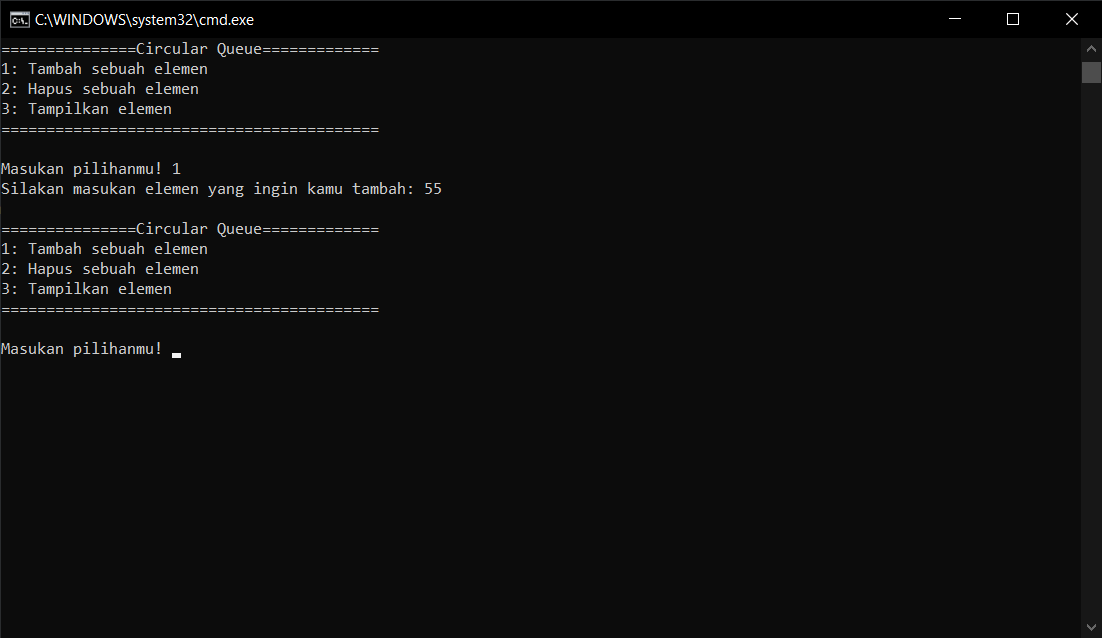 C:\WINDOWS\system32\cmd.exe
===============Circular Queue=============
1: Tambah sebuah elemen
2: Hapus sebuah elemen
3: Tampilkan elemen
==========================================
Masukan pilihanmu! 1
Silakan masukan elemen yang ingin kamu tambah: 55
===============Circular Queue=============
1: Tambah sebuah elemen
2: Hapus sebuah elemen
3: Tampilkan elemen
==========================================
Masukan pilihanmu!